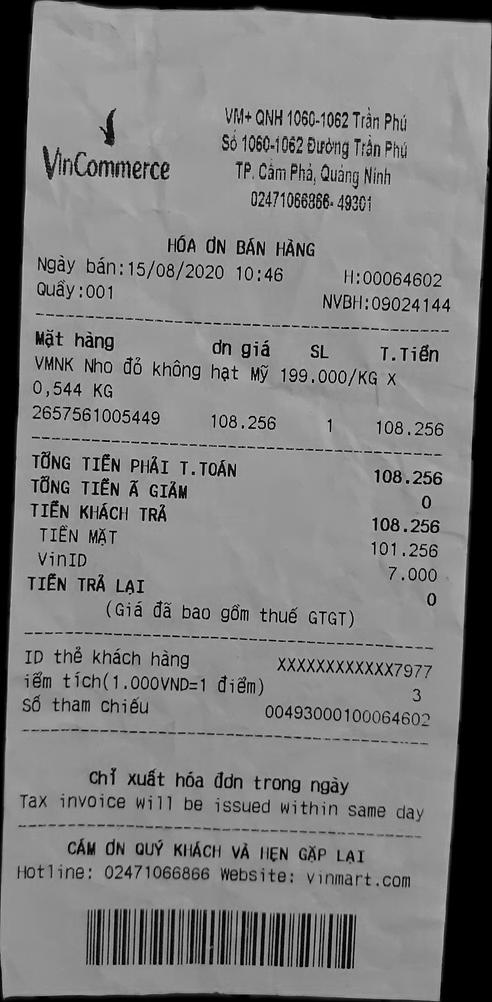 VinCommerce
VM+ QNH 1060-1062 Trần Phú
Số 1060-1062 Đường Trần Phú
TP. Cẩm Phả, Quảng Ninh
02471066866- 49301
HÓA ƠN BÁN HÀNG
Ngày bán:15/08/2020 10:46 H:00064602
Quầy:001 NVBH:09024144
Mặt hàng ơn giá SL T.Tiền
VMNK Nho đỏ không hạt Mỹ 199.000/KG X
0,544 KG
2657561005449 108.256 1 108.256
TỔNG TIỀN PHẢI T.TOÁN 108.256
TỔNG TIỀN Ã GIẢM 0
TIỀN KHÁCH TRẢ 108.256
TIỀN MẶT 101.256
VinID 7.000
TIỀN TRẢ LẠI 0
(Giá đã bao gồm thuế GTGT)
ID thẻ khách hàng XXXXXXXXXXXX7977
iểm tích(1.000VND=1 điểm) 3
Số tham chiếu 00493000100064602
Chỉ xuất hóa đơn trong ngày
Tax invoice will be issued within same day
CÁM ƠN QUÝ KHÁCH VÀ HẸN GẶP LẠI
Hotline: 02471066866 Website: vinmart.com